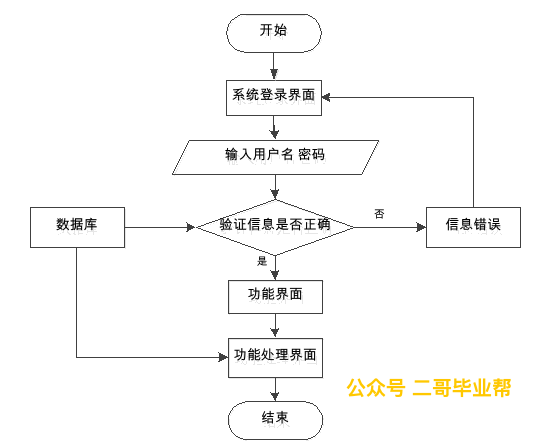 开始
系统登录界面
输入用户名 密码
数据库
验证信息是否正确
否
信息错误
是
功能界面
功能处理界面
公众号 二哥毕业帮
结束